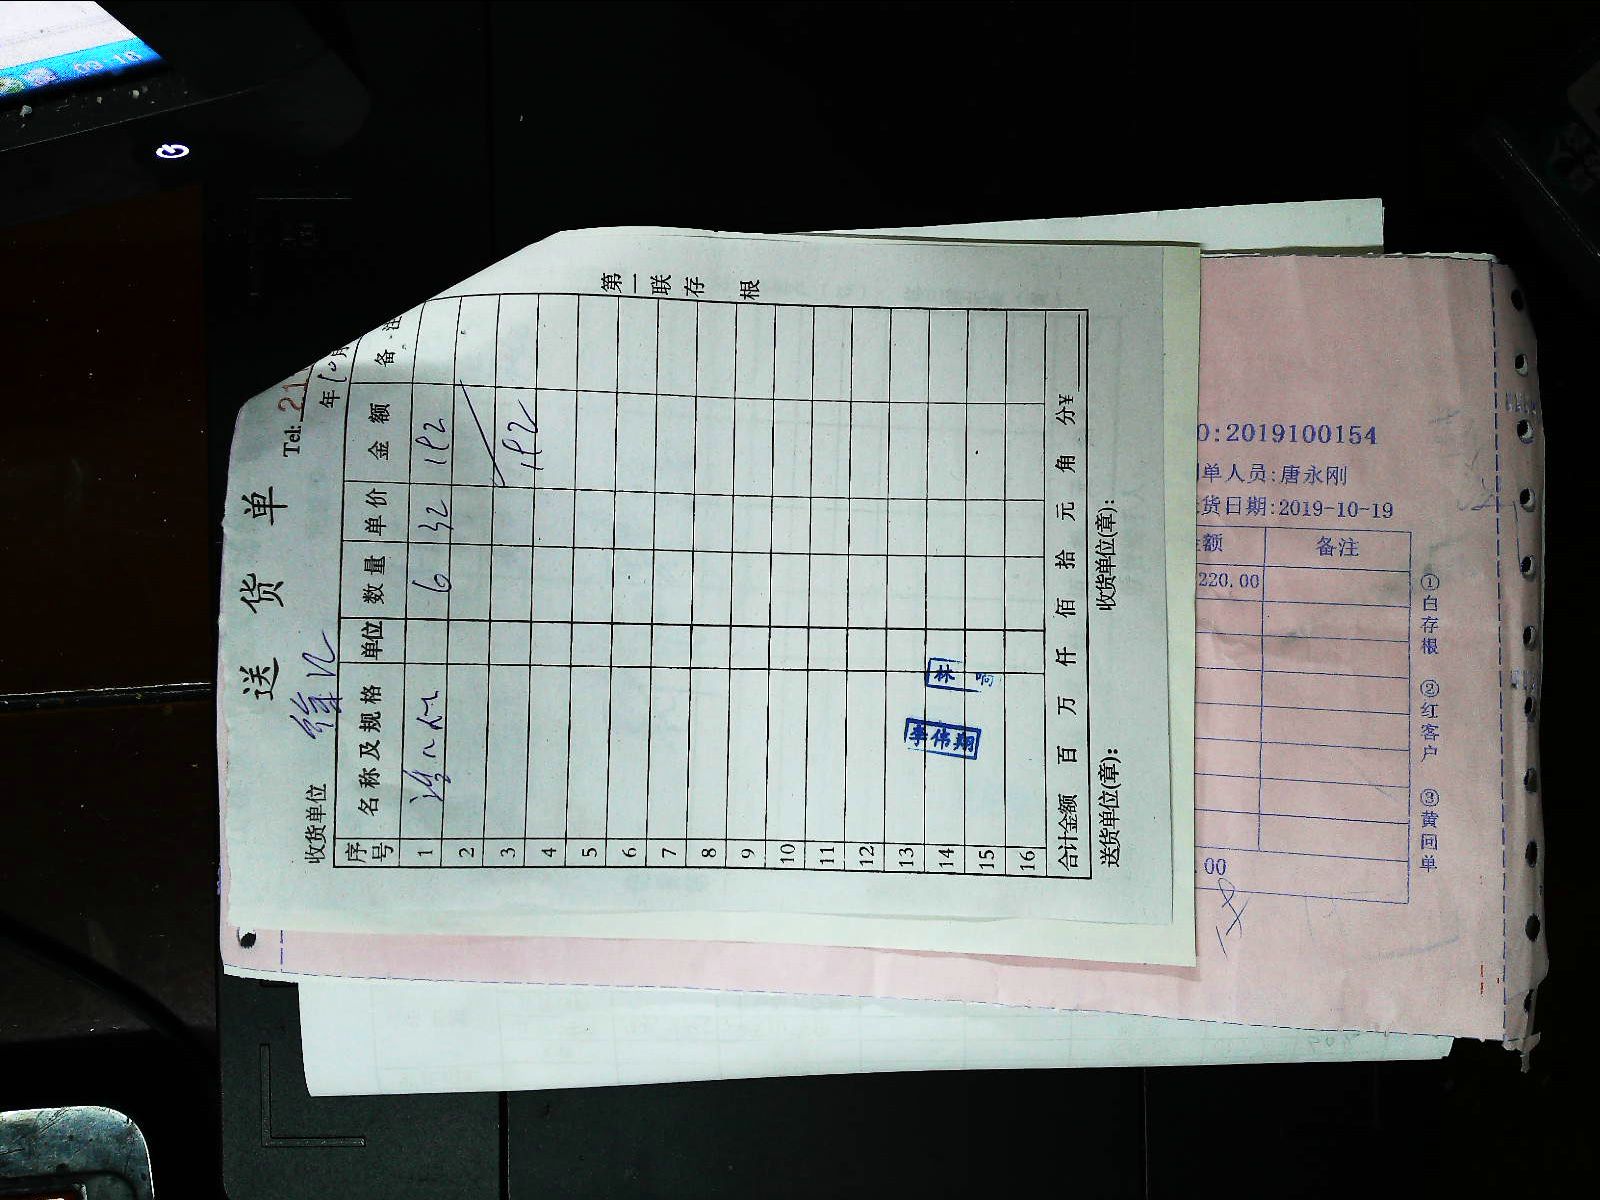 送货单
Tel: 21
收货单位
年10月
序号 名称及规格 单位 数量 单价 金额 备注
1 6 32 192
2
3 192
4
5
6
7
8
9
10
11
12
13
14
15
16
合计金额 百 万 仟 佰 拾 元 角 分¥
送货单位(章): 收货单位(章):
第一联存根
李伟翔
林
O:2019100154
单人员:唐永刚
货日期:2019-10-19
额 备注
220.00
.00
①白存根 ②红客户 ③黄回单
09:16